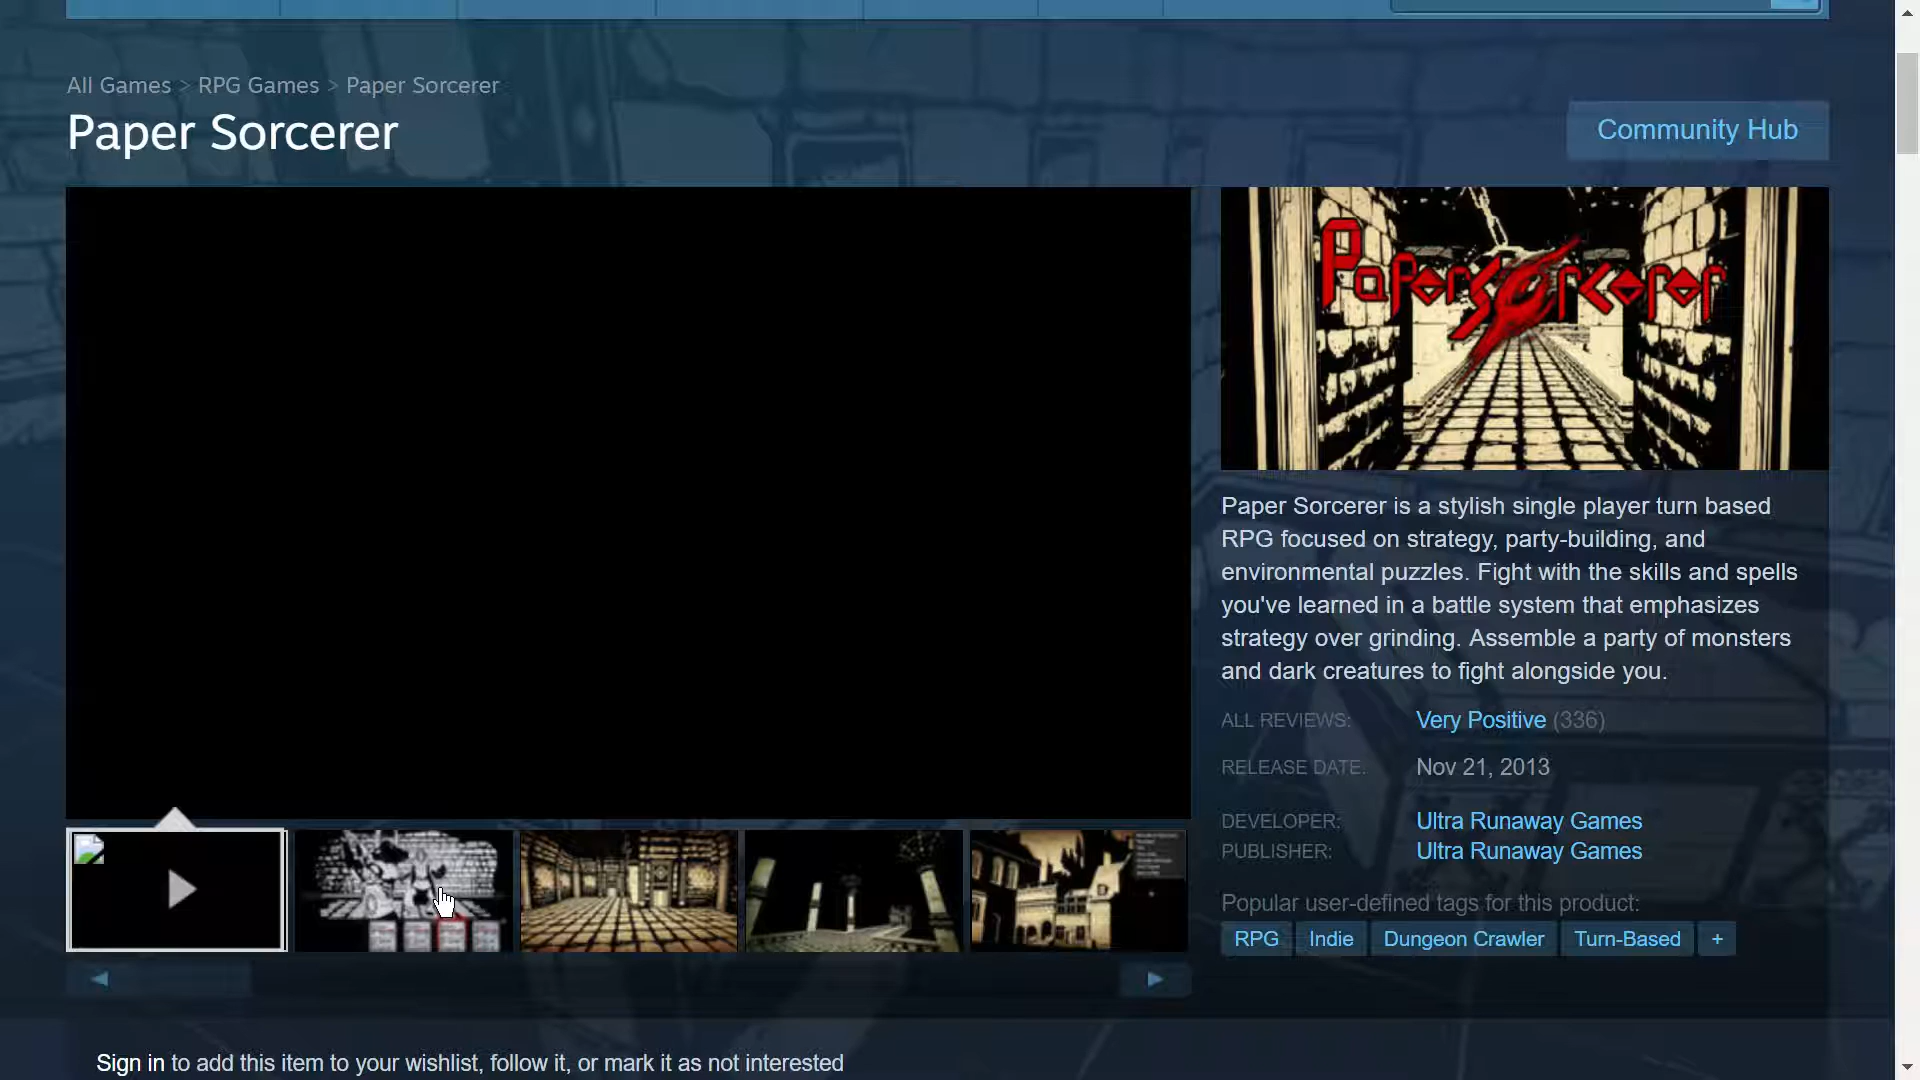 All Games > RPG Games > Paper Sorcerer
Paper Sorcerer
Community Hub
Paper Sorcerer
Paper Sorcerer is a stylish single player turn based
RPG focused on strategy, party-building, and
environmental puzzles. Fight with the skills and spells
you've learned in a battle system that emphasizes
strategy over grinding. Assemble a party of monsters
and dark creatures to fight alongside you.
ALL REVIEWS: Very Positive (336)
RELEASE DATE: Nov 21, 2013
DEVELOPER: Ultra Runaway Games
PUBLISHER: Ultra Runaway Games
Popular user-defined tags for this product:
RPG Indie Dungeon Crawler Turn-Based +
Sign in to add this item to your wishlist, follow it, or mark it as not interested